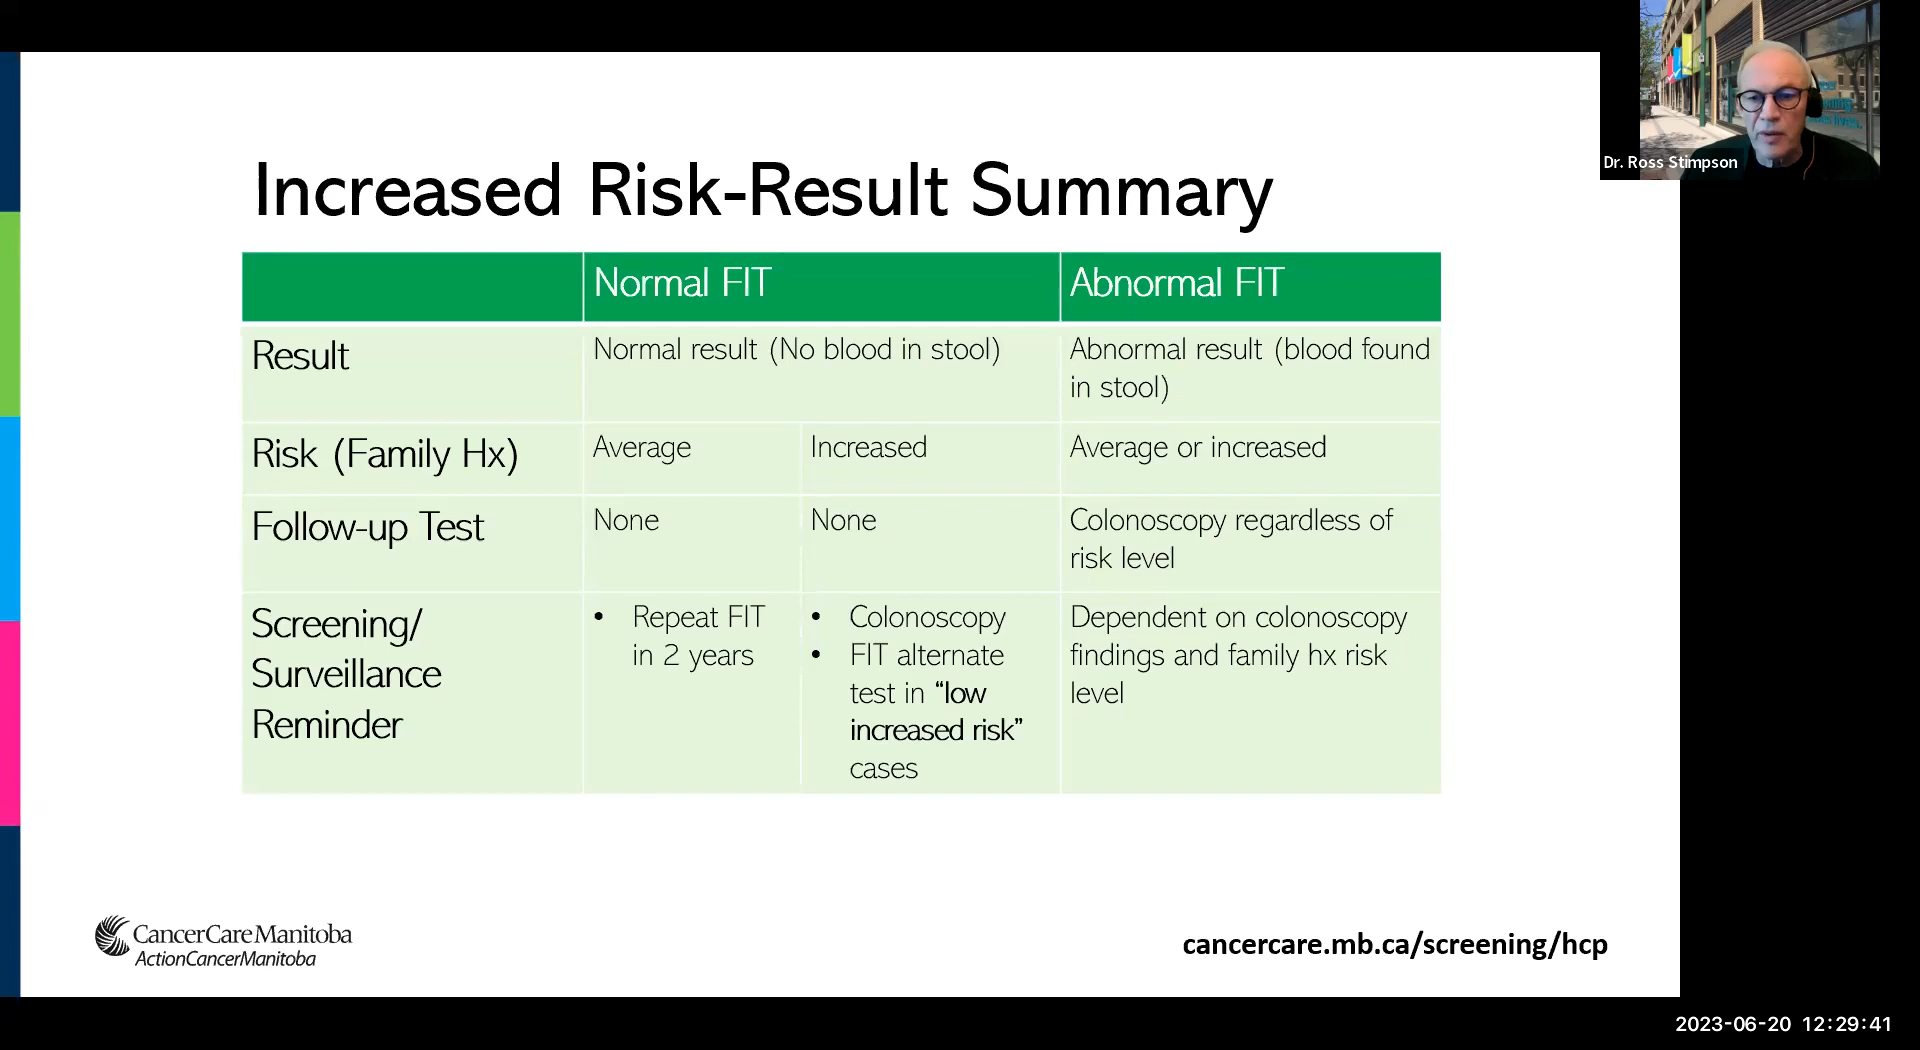 Dr. Ross Stimpson
Increased Risk-Result Summary
Normal FIT
Abnormal FIT
Result
Normal result (No blood in stool)
Abnormal result (blood found
in stool)
Risk (Family Hx)
Average
Increased
Average or increased
Follow-up Test
None
None
Colonoscopy regardless of
risk level
Screening/
Surveillance
Reminder
• Repeat FIT
in 2 years
• Colonoscopy
• FIT alternate
test in “low
increased risk”
cases
Dependent on colonoscopy
findings and family hx risk
level
CancerCareManitoba
ActionCancerManitoba
cancercare.mb.ca/screening/hcp
2023-06-20 12:29:41